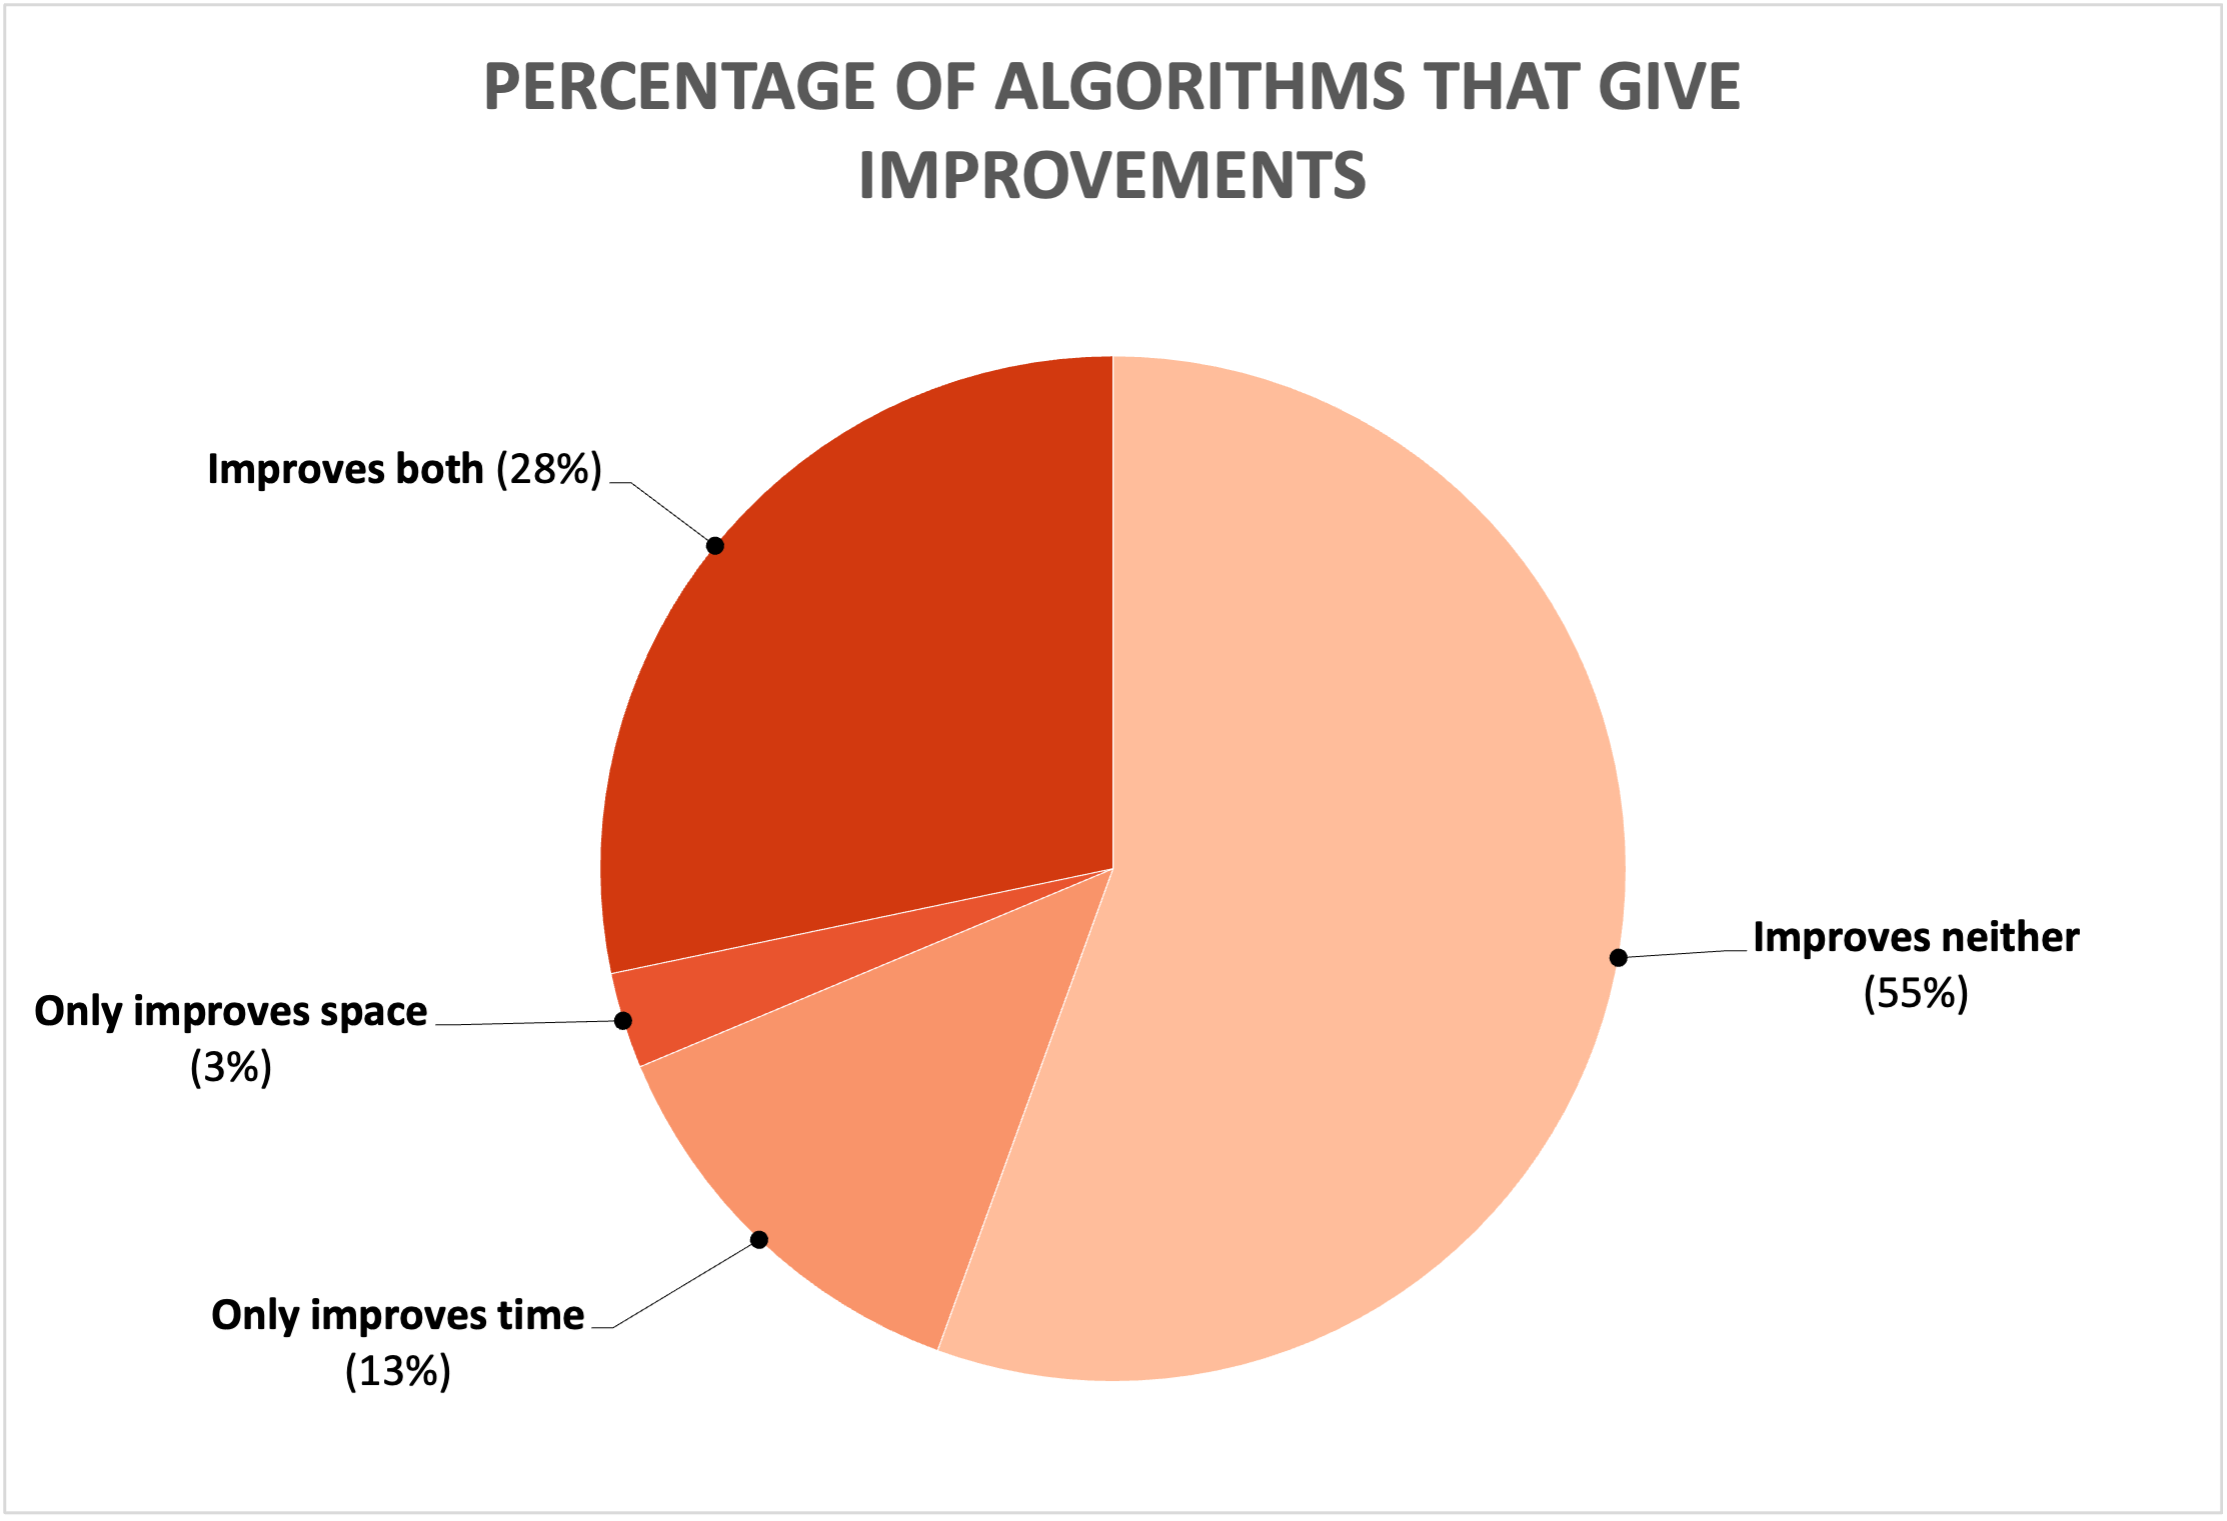 PERCENTAGE OF ALGORITHMS THAT GIVE
IMPROVEMENTS
Improves both (28%)
Improves neither
(55%)
Only improves space
(3%)
Only improves time
(13%)